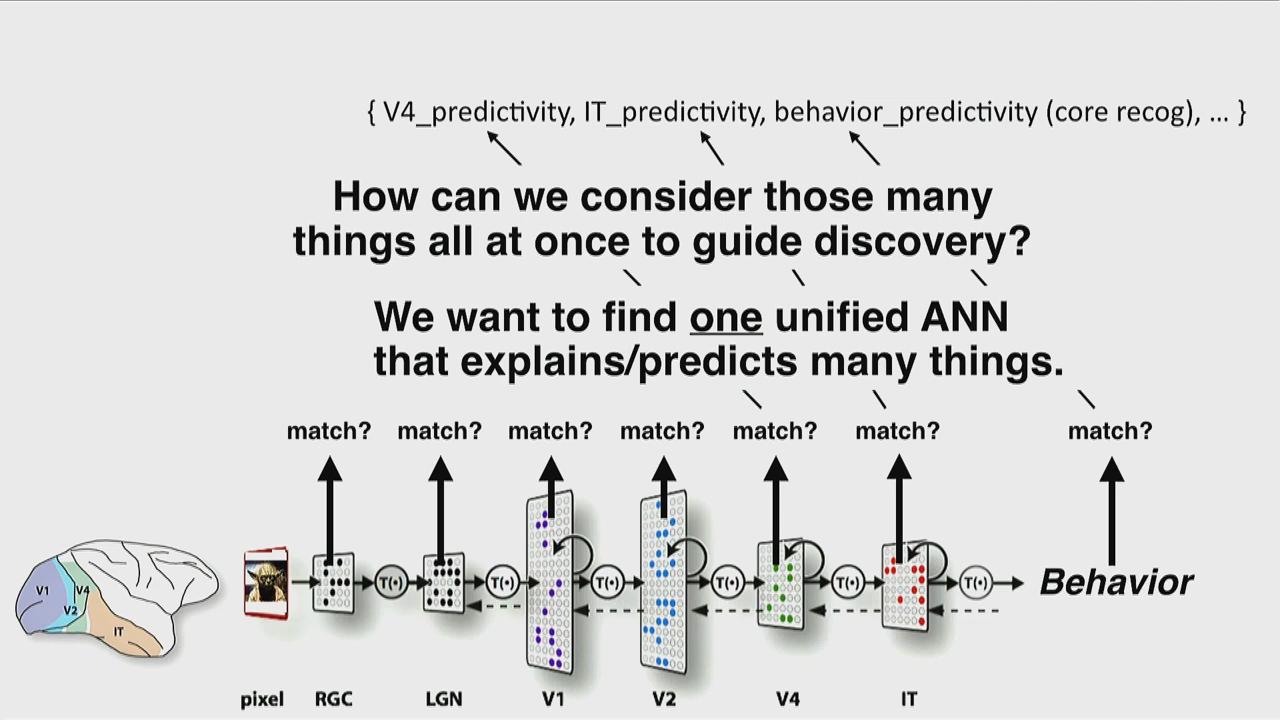 { V4_predictivity, IT_predictivity, behavior_predictivity (core recog), ... }
How can we consider those many
things all at once to guide discovery?
We want to find one unified ANN
that explains/predicts many things.
match? match? match? match? match? match? match?
V1 V4
V2
IT
T(•) T(•) T(•) T(•) T(•) T(•) Behavior
pixel RGC LGN V1 V2 V4 IT